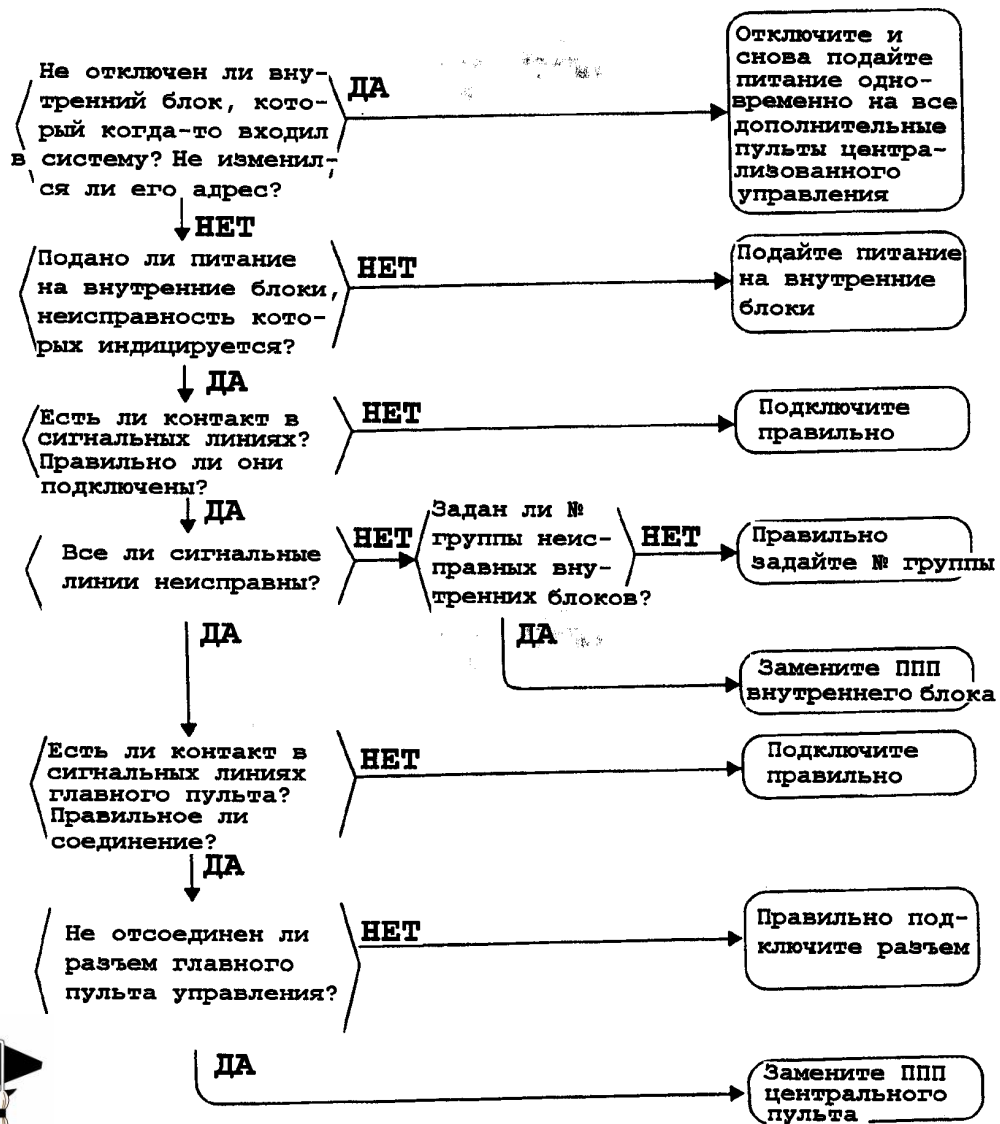 Не отключен ли вну-
тренний блок, кото-
рый когда-то входил
в систему? Не изменил-
ся ли его адрес?
ДА
Отключите и
снова подайте
питание одно-
временно на все
дополнительные
пульты центра-
лизованного
управления
НЕТ
Подано ли питание
на внутренние блоки,
неисправность кото-
рых индицируется?
НЕТ
Подайте питание
на внутренние
блоки
ДА
Есть ли контакт в
сигнальных линиях?
Правильно ли они
подключены?
НЕТ
Подключите
правильно
ДА
Все ли сигнальные
линии неисправны?
НЕТ
Задан ли №
группы неис-
правных вну-
тренних блоков?
НЕТ
Правильно
задайте № группы
ДА
ДА
Замените ППП
внутреннего блока
Есть ли контакт в
сигнальных линиях
главного пульта?
Правильное ли
соединение?
НЕТ
Подключите
правильно
ДА
Не отсоединен ли
разъем главного
пульта управления?
НЕТ
Правильно под-
ключите разъем
ДА
Замените ППП
центрального
пульта